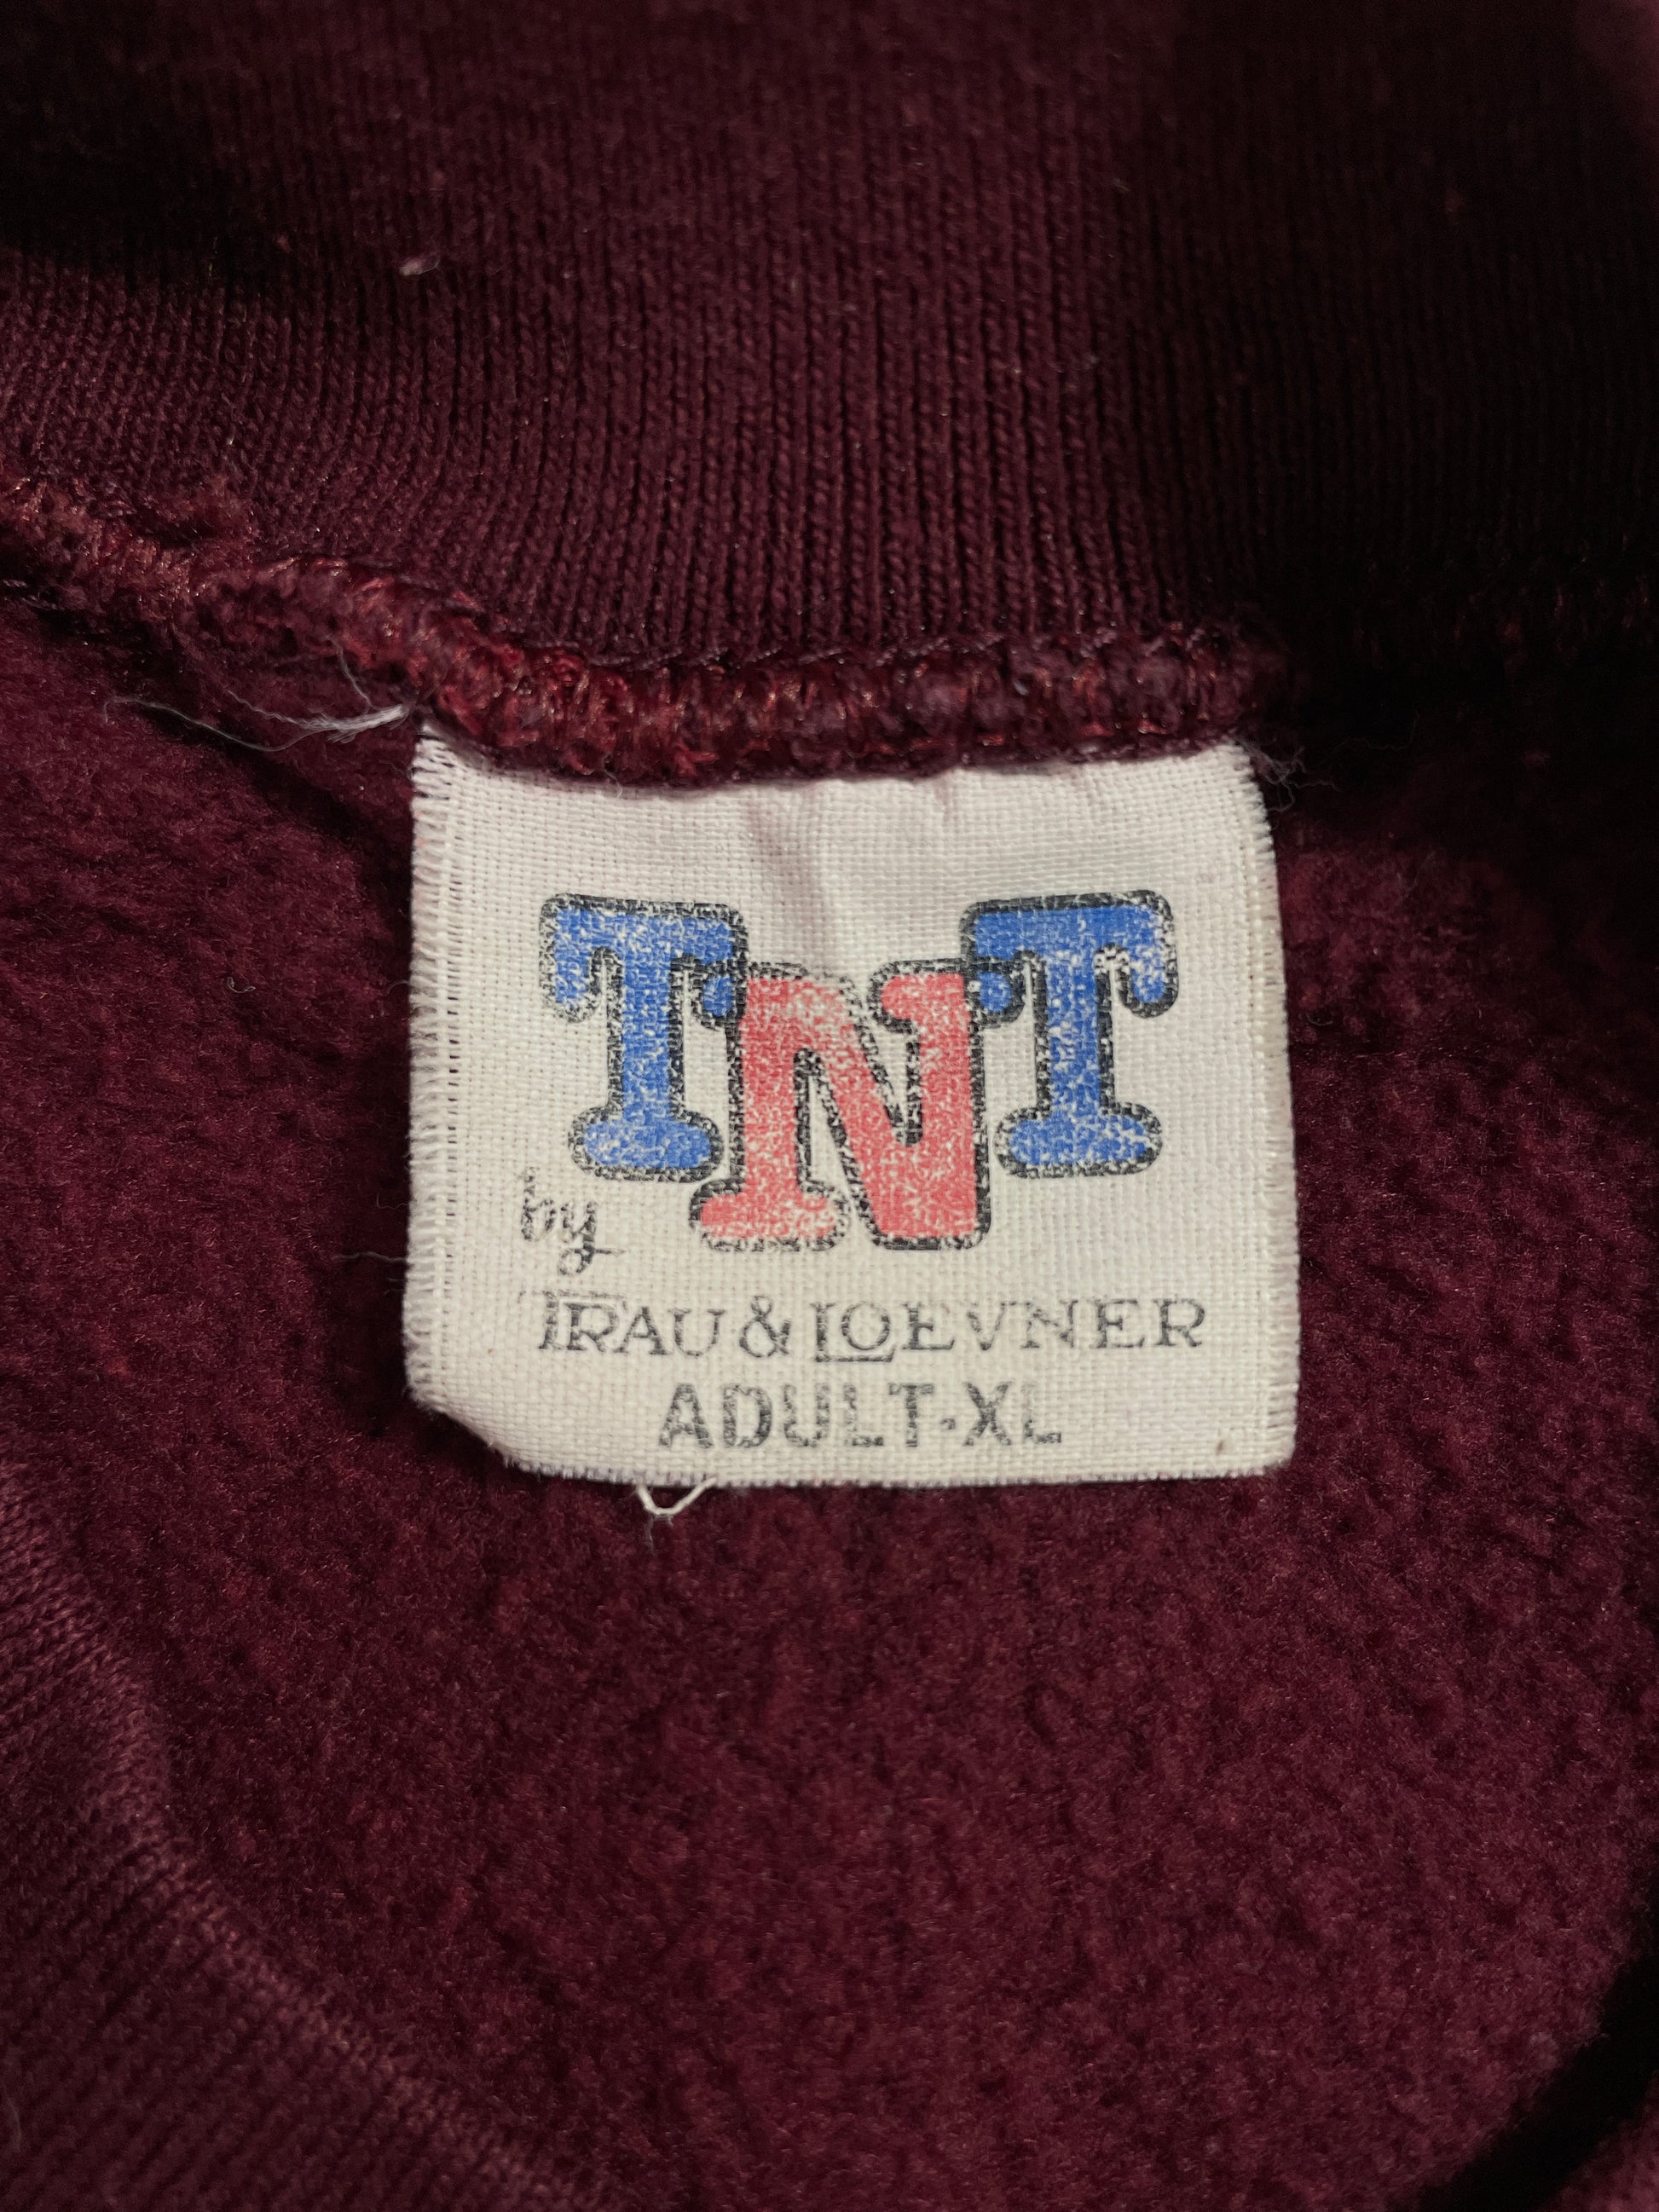 TNT
by
TRAU & LOEVNER
ADULT-XL